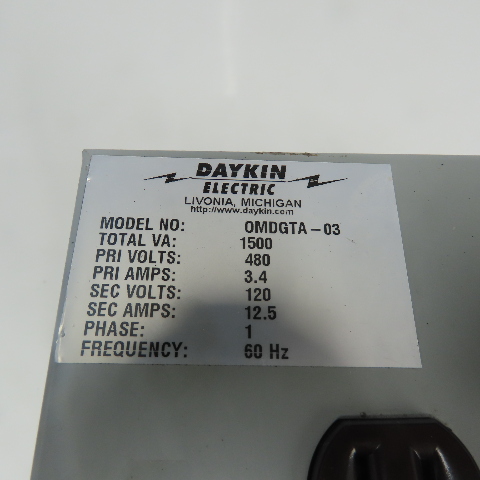 DAYKIN
ELECTRIC
LIVONIA, MICHIGAN
http://www.daykin.com
MODEL NO: OMDGTA-03
TOTAL VA: 1500
PRI VOLTS: 480
PRI AMPS: 3.4
SEC VOLTS: 120
SEC AMPS: 12.5
PHASE: 1
FREQUENCY: 60 Hz